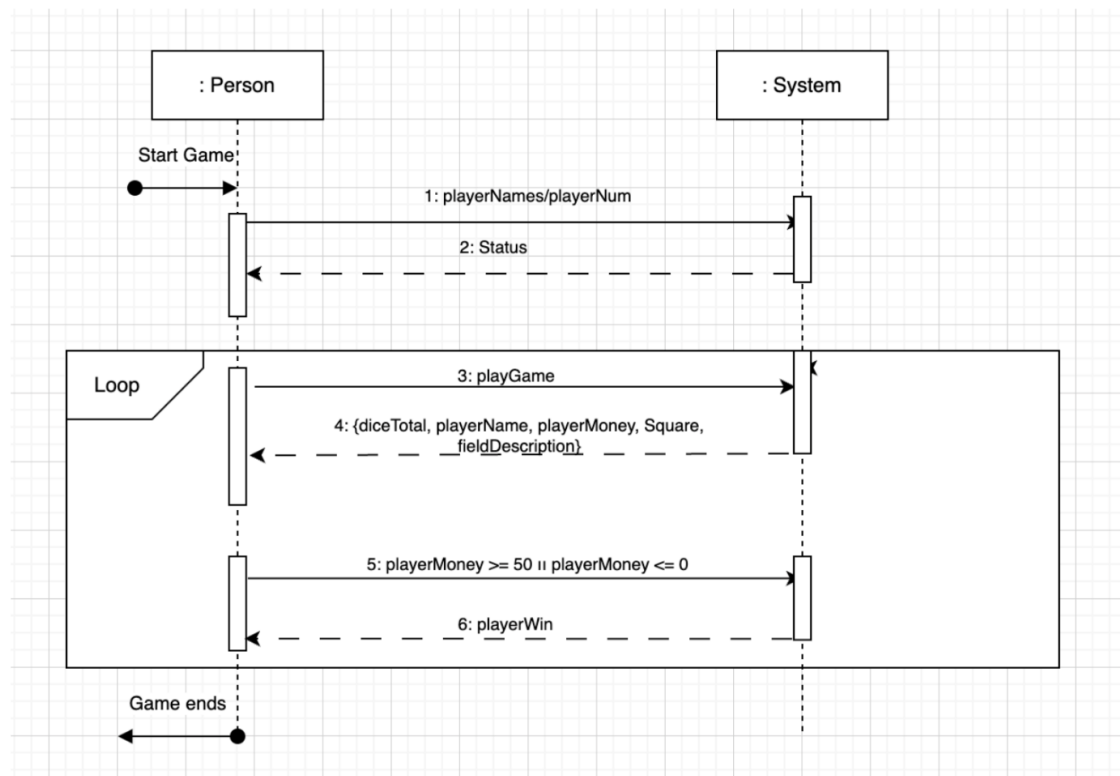 : Person
: System
Start Game
1: playerNames/playerNum
2: Status
Loop
3: playGame
4: {diceTotal, playerName, playerMoney, Square,
fieldDescription}
5: playerMoney >= 50 ıı playerMoney <= 0
6: playerWin
Game ends